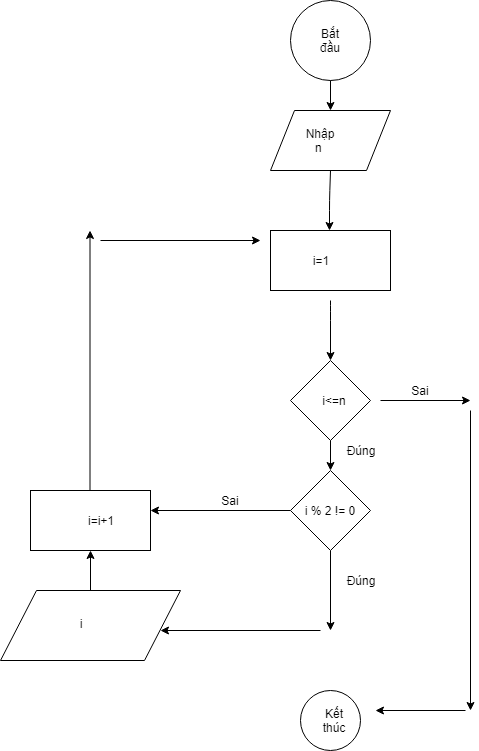 Bắt
đầu
Nhập
n
i=1
i<=n
Sai
Đúng
i % 2 != 0
Sai
i=i+1
Đúng
i
Kết
thúc